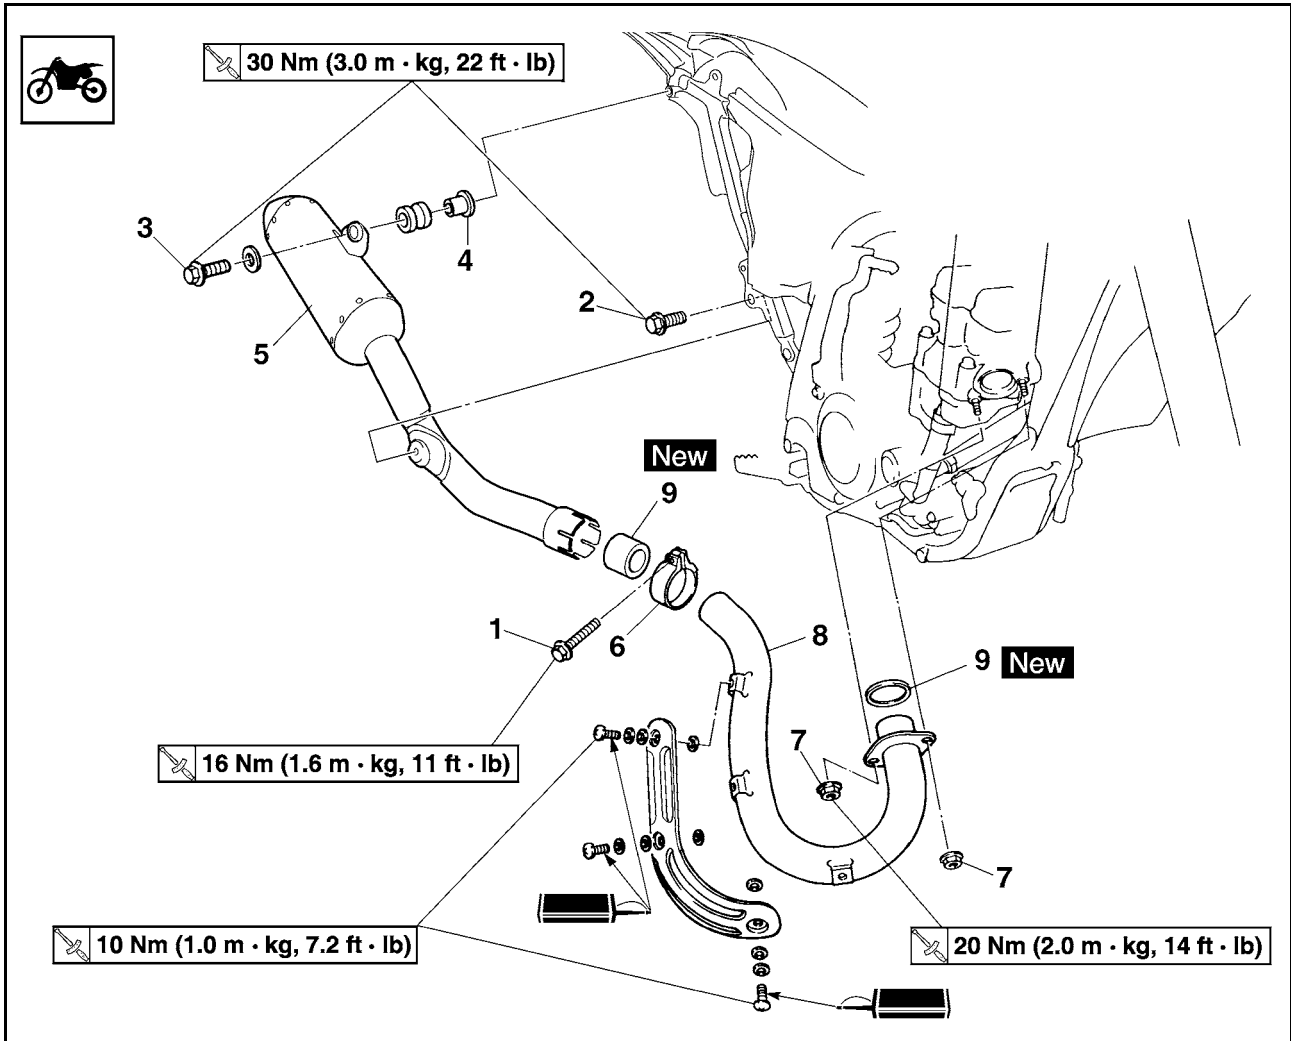 30 Nm (3.0 m · kg, 22 ft · lb)
3
4
2
5
New
9
1
6
8
9 New
7
16 Nm (1.6 m · kg, 11 ft · lb)
7
10 Nm (1.0 m · kg, 7.2 ft · lb)
20 Nm (2.0 m · kg, 14 ft · lb)